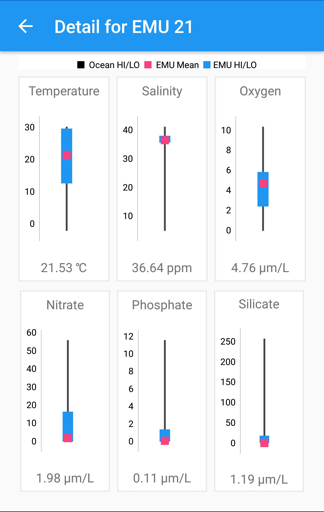 Detail for EMU 21
Ocean HI/LO EMU Mean EMU HI/LO
Temperature
30
20
10
0
21.53 ℃
Salinity
40
30
20
10
36.64 ppm
Oxygen
10
8
6
4
2
0
4.76 µm/L
Nitrate
60
50
40
30
20
10
0
1.98 µm/L
Phosphate
12
10
8
6
4
2
0
0.11 µm/L
Silicate
250
200
150
100
50
0
1.19 µm/L